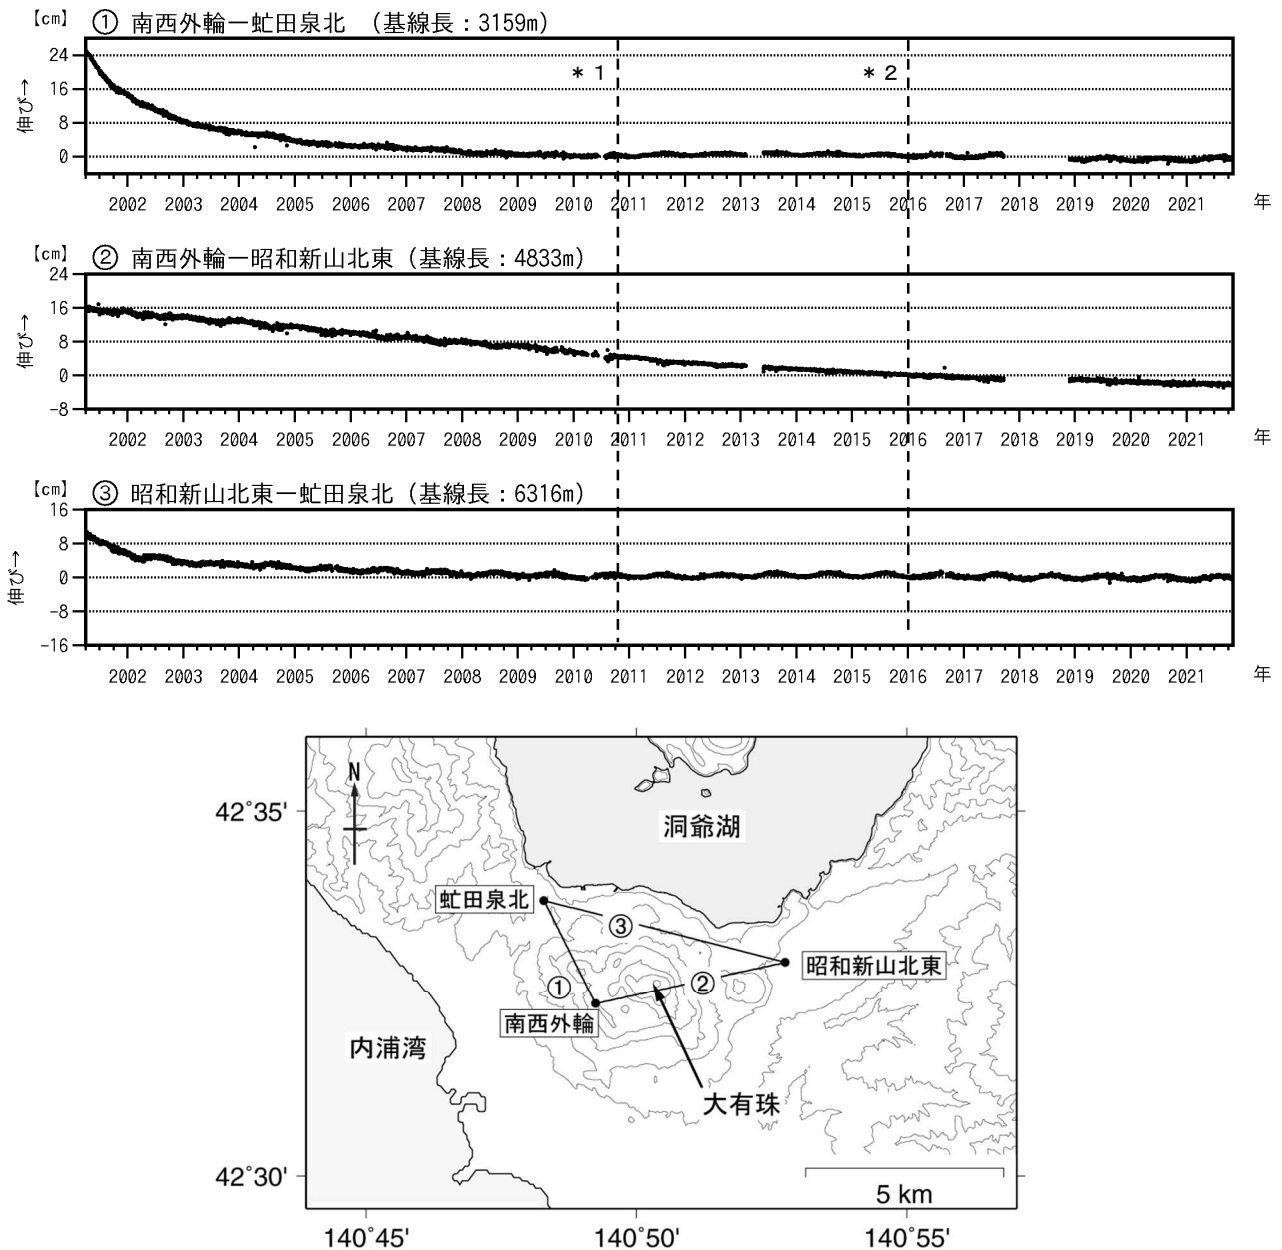 【cm】 ① 南西外輪－虻田泉北 （基線長：3159m）
24
16
8
0
伸び→
＊1
＊2
2002 2003 2004 2005 2006 2007 2008 2009 2010 2011 2012 2013 2014 2015 2016 2017 2018 2019 2020 2021 年
【cm】 ② 南西外輪－昭和新山北東（基線長：4833m）
24
16
8
0
-8
伸び→
2002 2003 2004 2005 2006 2007 2008 2009 2010 2011 2012 2013 2014 2015 2016 2017 2018 2019 2020 2021 年
【cm】 ③ 昭和新山北東－虻田泉北（基線長：6316m）
16
8
0
-8
-16
伸び→
2002 2003 2004 2005 2006 2007 2008 2009 2010 2011 2012 2013 2014 2015 2016 2017 2018 2019 2020 2021 年
N
42°35'
洞爺湖
虻田泉北
③
昭和新山北東
①
②
南西外輪
内浦湾
大有珠
42°30'
5 km
140°45' 140°50' 140°55'